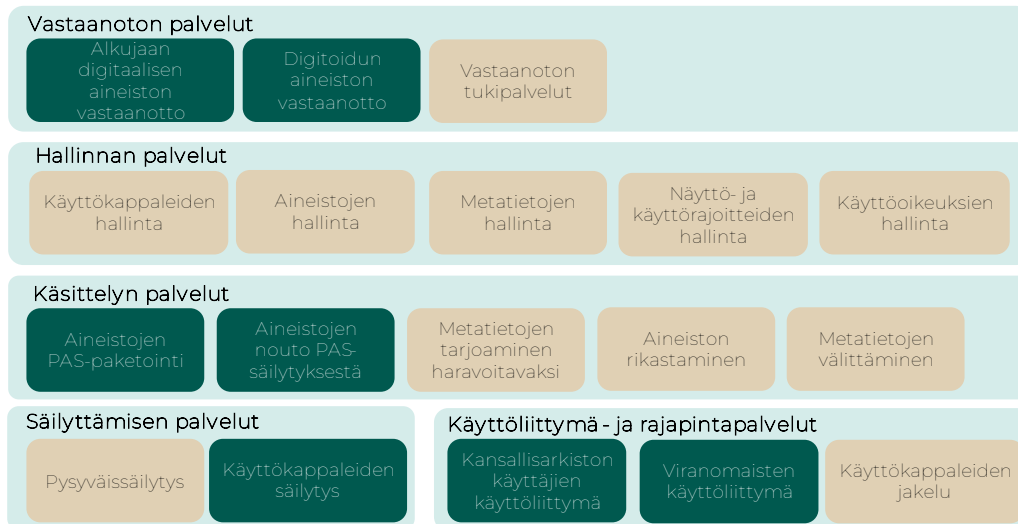 Vastaanoton palvelut
Alkujaan
digitaalisen
aineiston
vastaanotto
Digitoidun
aineiston
vastaanotto
Vastaanoton
tukipalvelut
Hallinnan palvelut
Käyttökappaleiden
hallinta
Aineistojen
hallinta
Metatietojen
hallinta
Näyttö- ja
käyttörajoitteiden
hallinta
Käyttöoikeuksien
hallinta
Käsittelyn palvelut
Aineistojen
PAS-paketointi
Aineistojen
nouto PAS-
säilytyksestä
Metatietojen
tarjoaminen
haravoitavaksi
Aineiston
rikastaminen
Metatietojen
välittäminen
Säilyttämisen palvelut
Pysyväissäilytys
Käyttökappaleiden
säilytys
Käyttöliittymä - ja rajapintapalvelut
Kansallisarkiston
käyttäjien
käyttöliittymä
Viranomaisten
käyttöliittymä
Käyttökappaleiden
jakelu